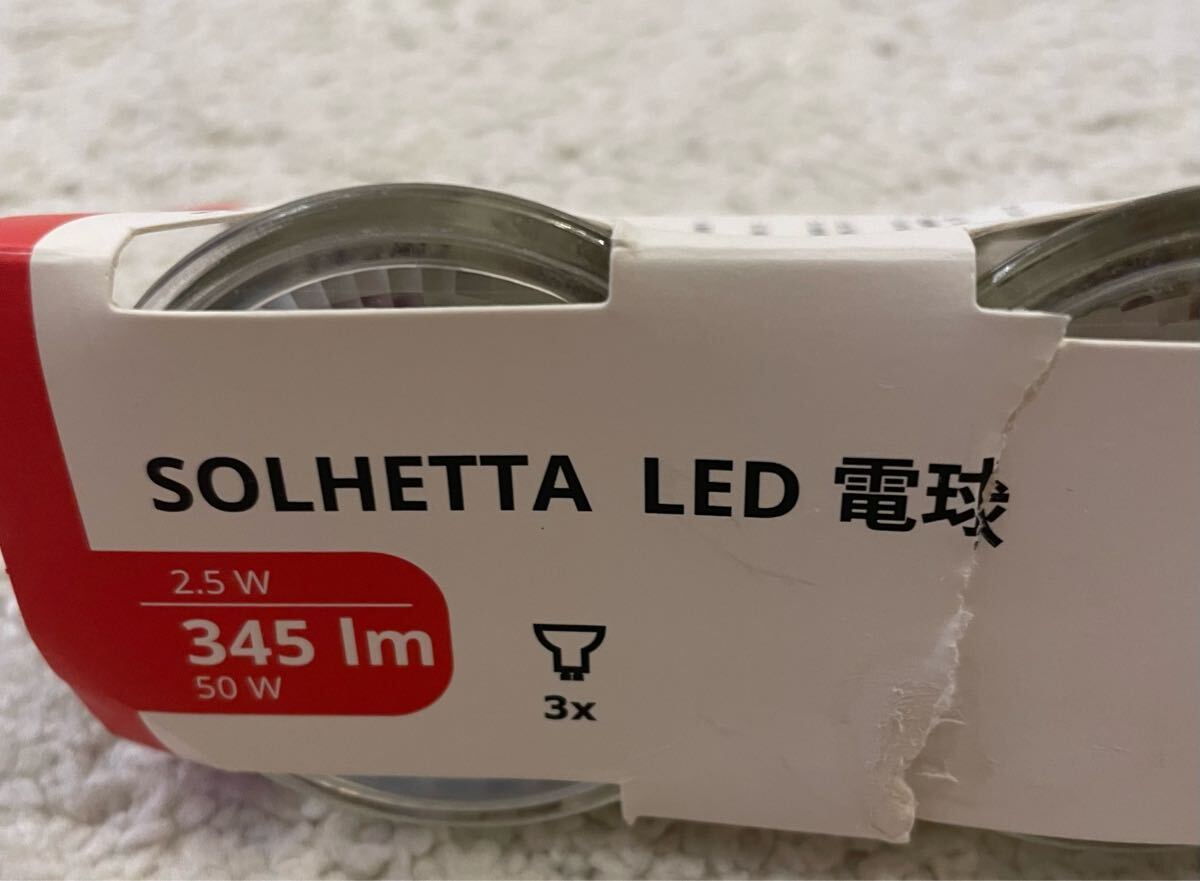 SOLHETTA LED 電球
2.5 W
345 lm
50 W
3x